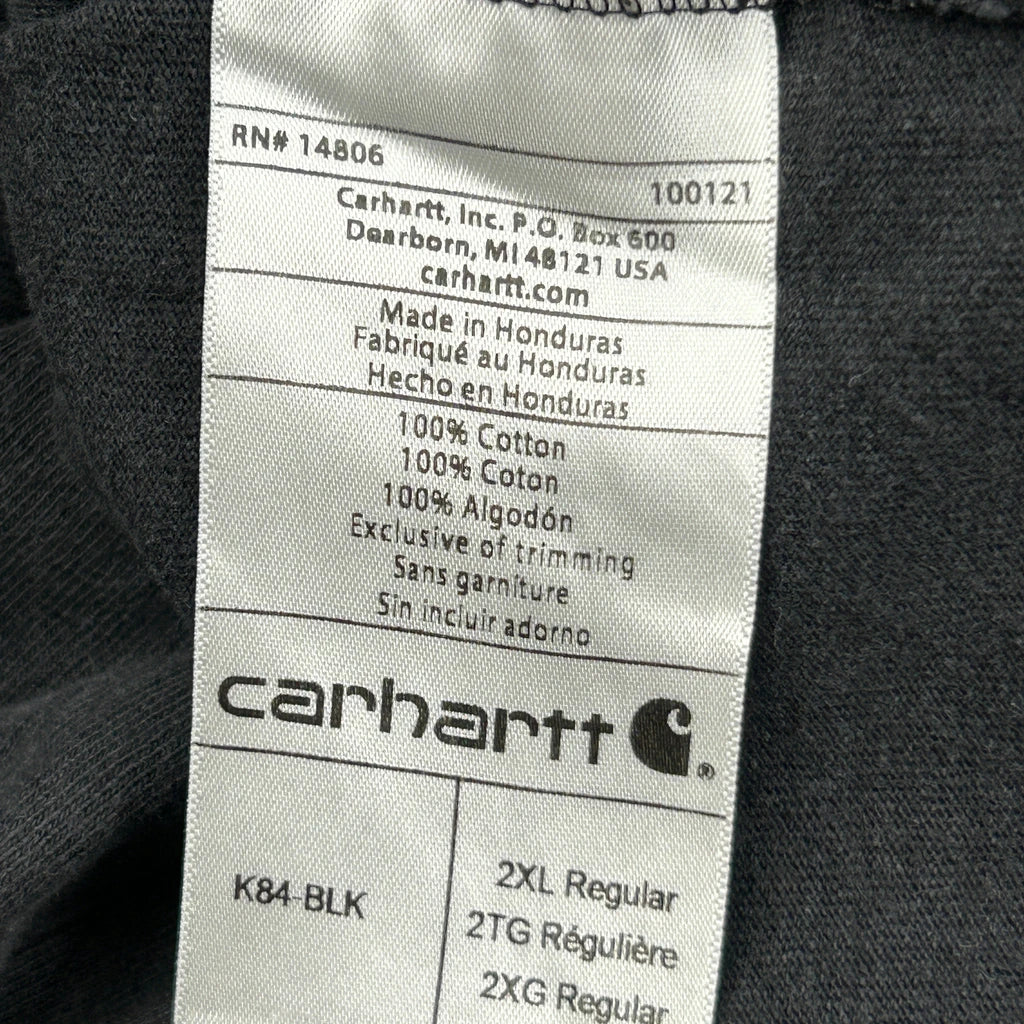 RN# 14806
100121
Carhartt, Inc. P.O. Box 600
Dearborn, MI 48121 USA
carhartt.com
Made in Honduras
Fabriqué au Honduras
Hecho en Honduras
100% Cotton
100% Coton
100% Algodón
Exclusive of trimming
Sans garniture
Sin incluir adorno
carhartt ®
K84-BLK
2XL Regular
2TG Régulière
2XG Regular